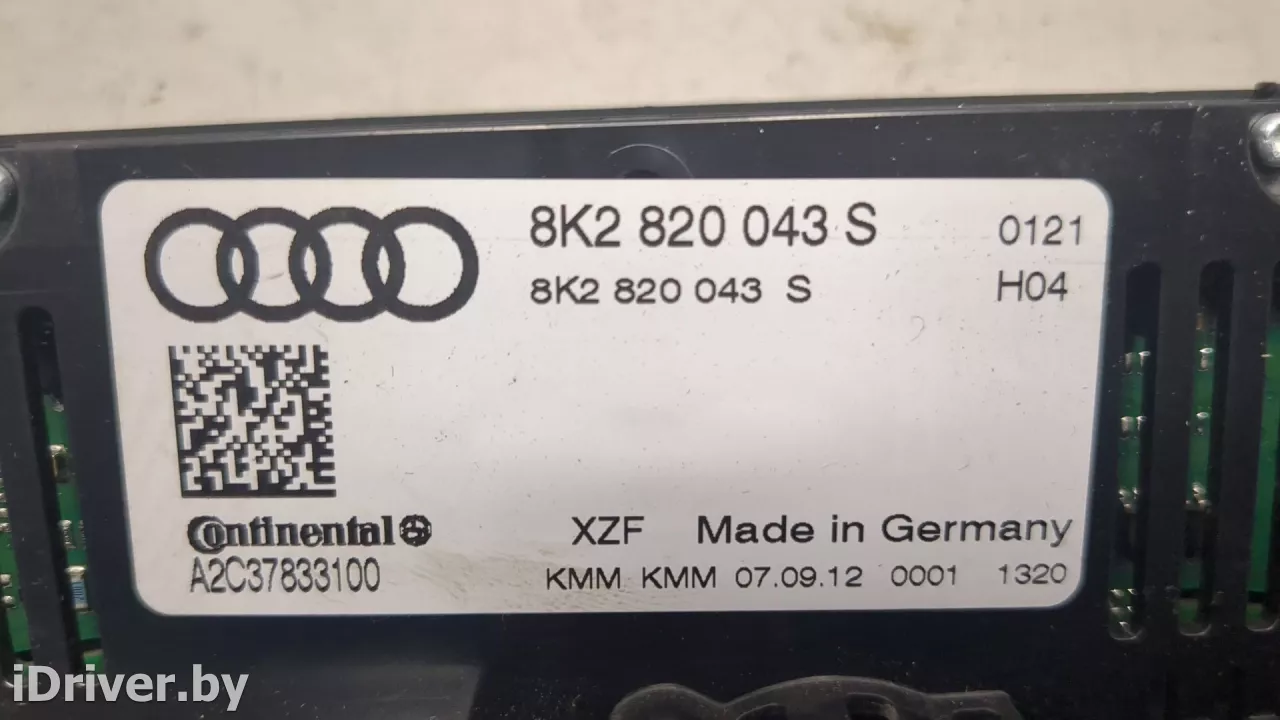 8K2 820 043 S 0121
8K2 820 043 S H04
Continental
XZF Made in Germany
A2C37833100
KMM KMM 07.09.12 0001 1320
iDriver.by